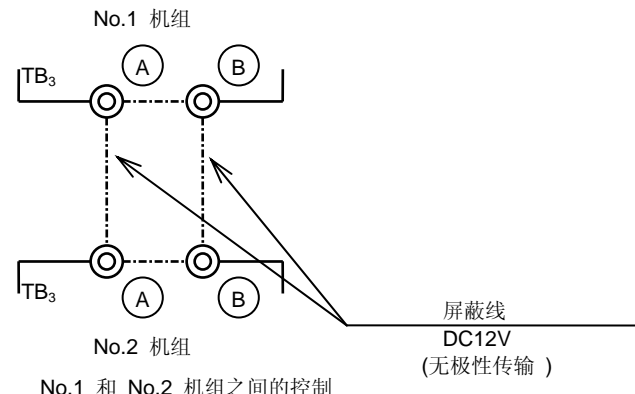 No.1 机组
A B
TB3
TB3
A B
No.2 机组
屏蔽线
DC12V
(无极性传输 )
No.1 和 No.2 机组之间的控制